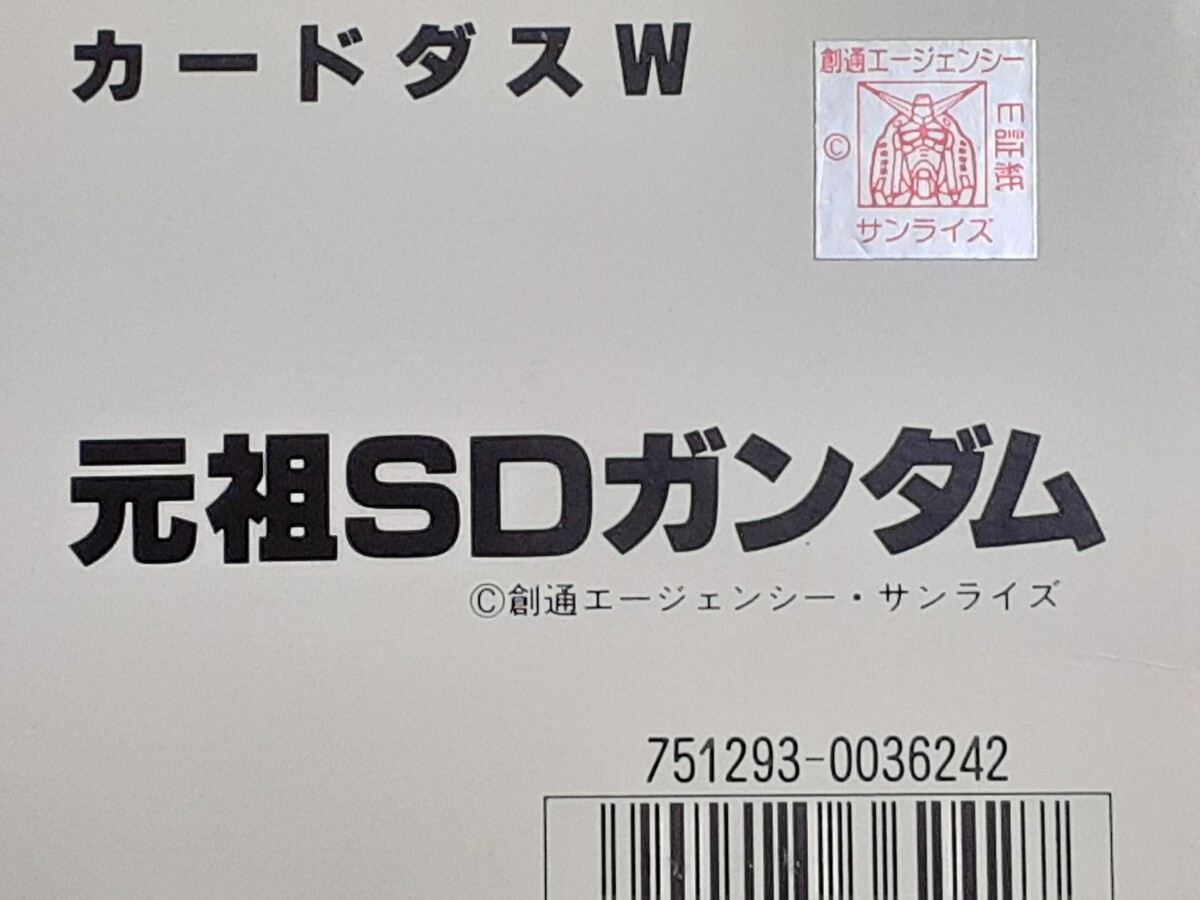 カードダスW
創通エージェンシー
©
E証紙
サンライズ
元祖SDガンダム
©創通エージェンシー・サンライズ
751293-0036242